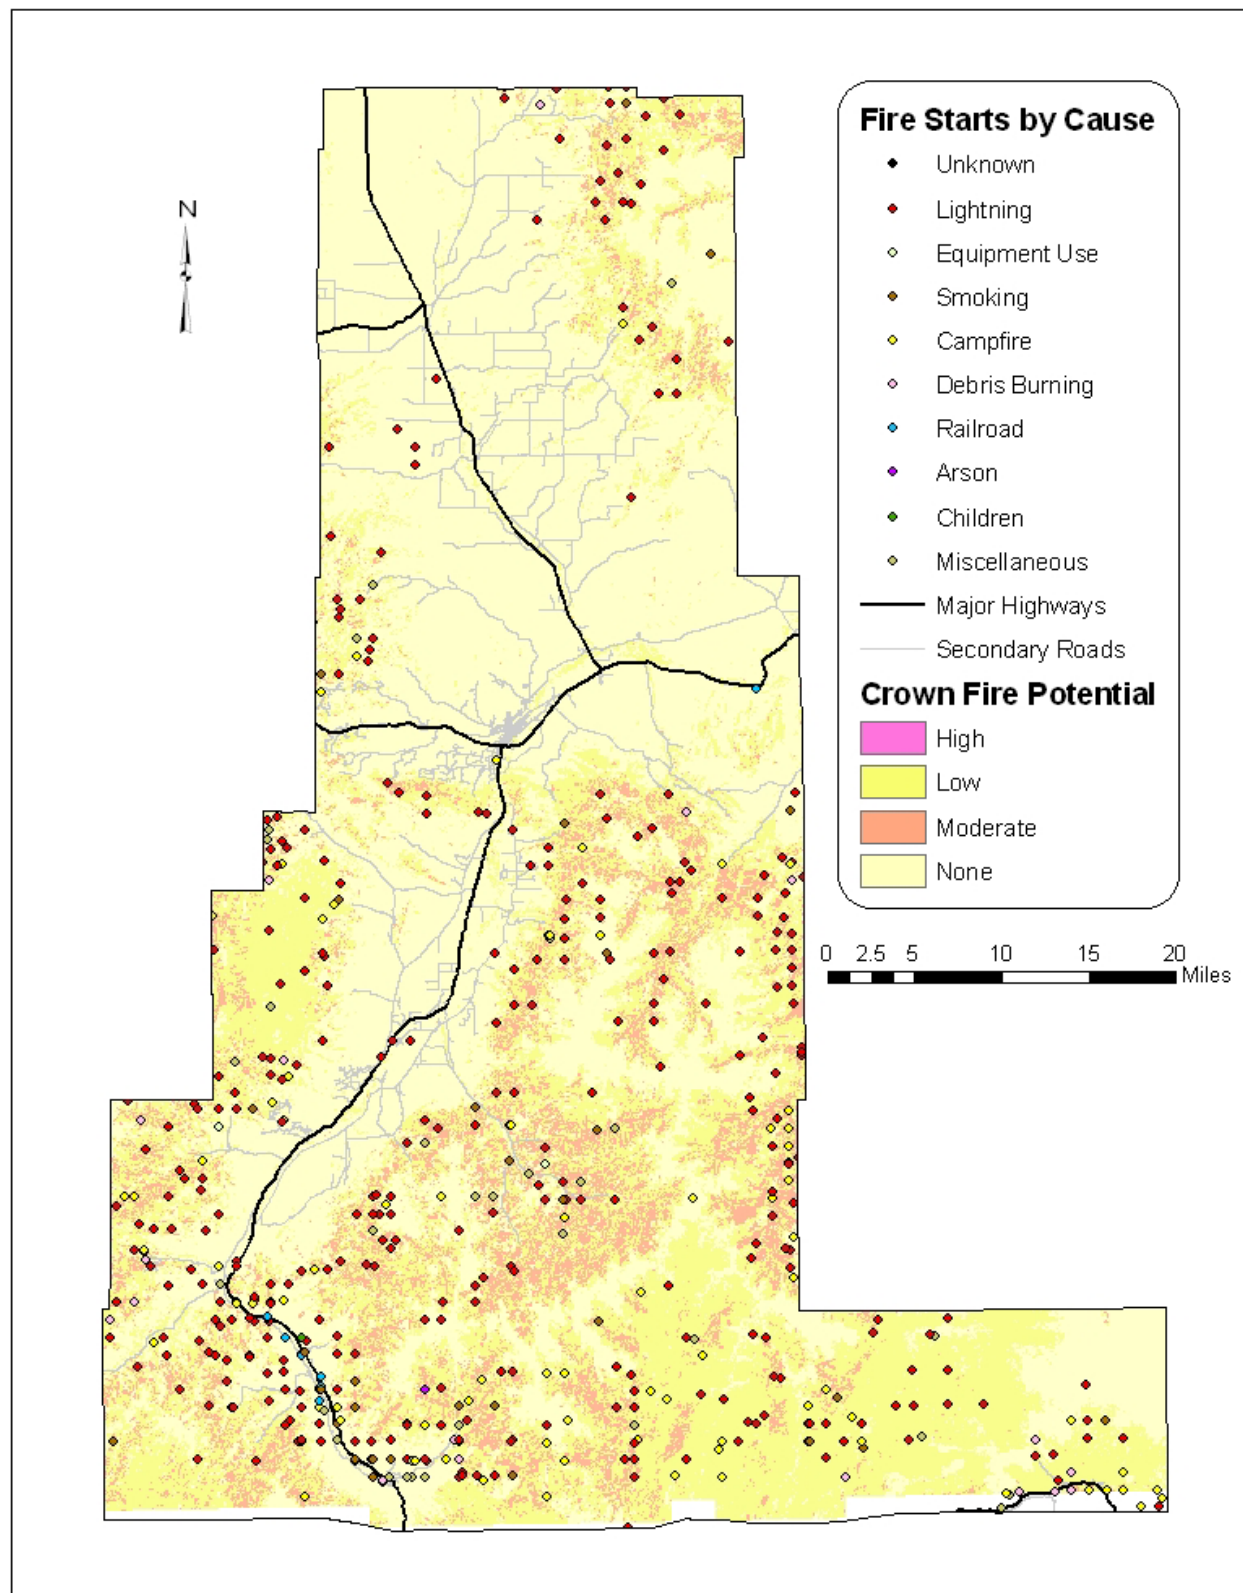 N
Fire Starts by Cause
Unknown
Lightning
Equipment Use
Smoking
Campfire
Debris Burning
Railroad
Arson
Children
Miscellaneous
Major Highways
Secondary Roads
Crown Fire Potential
High
Low
Moderate
None
0 2.5 5 10 15 20
Miles